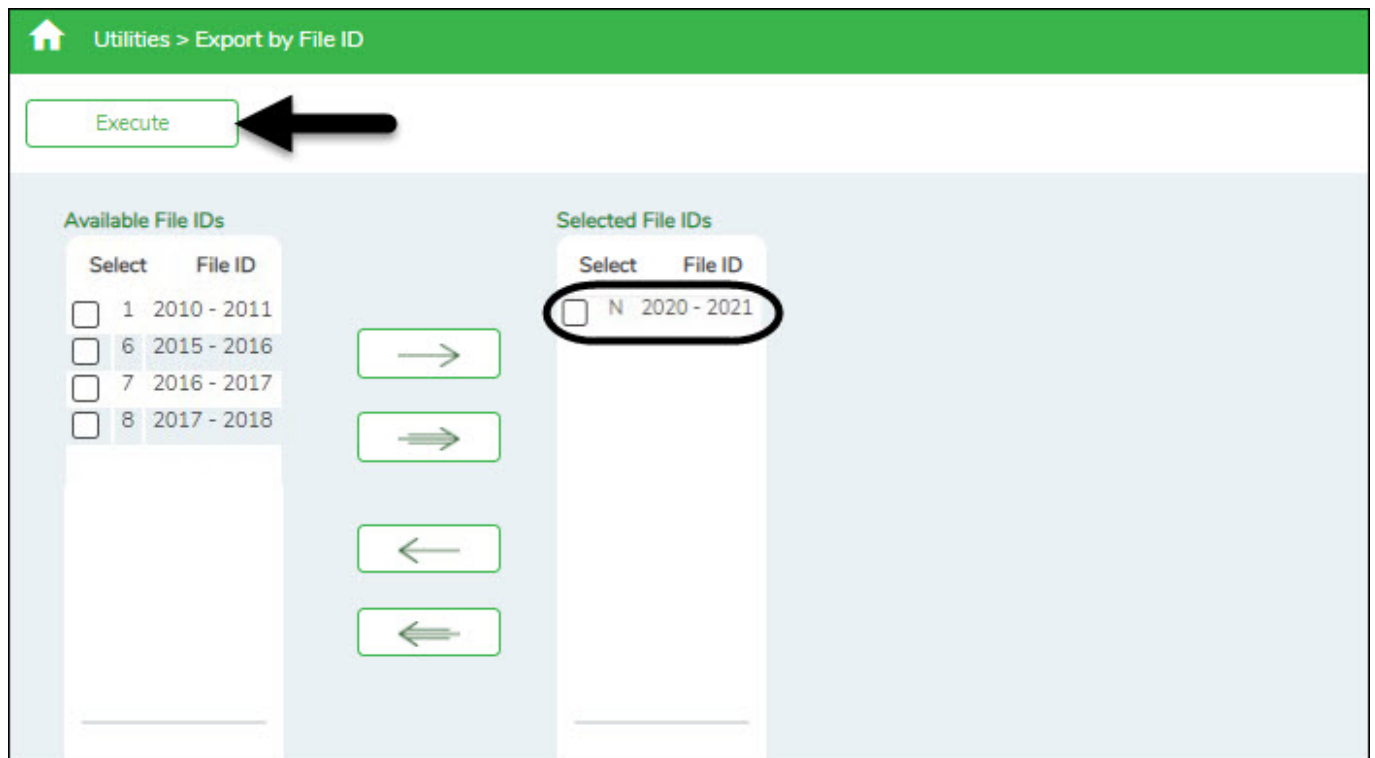 Utilities > Export by File ID
Execute
Available File IDs
Select File ID
1 2010 - 2011
6 2015 - 2016
7 2016 - 2017
8 2017 - 2018
Selected File IDs
Select File ID
N 2020 - 2021